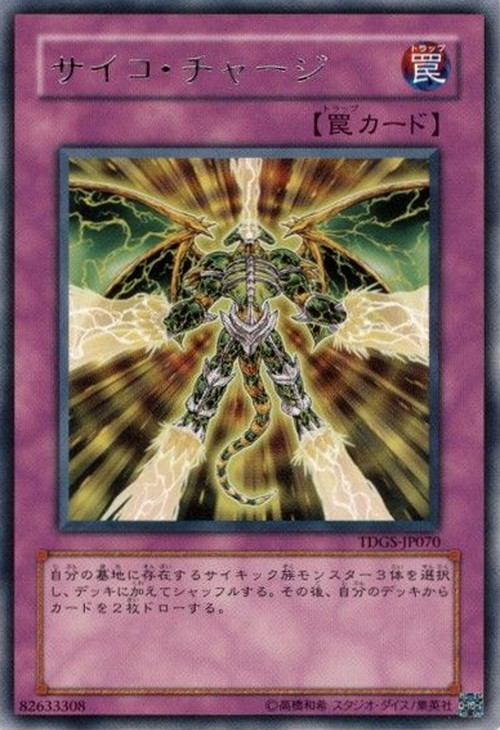 サイコ・チャージ
トラップ
罠
トラップ
【罠カード】
TDGS-JP070
自分の墓地に存在するサイキック族モンスター3体を選択
し、デッキに加えてシャッフルする。その後、自分のデッキから
カードを2枚ドローする。
82633308
©高橋和希 スタジオ・ダイス/集英社